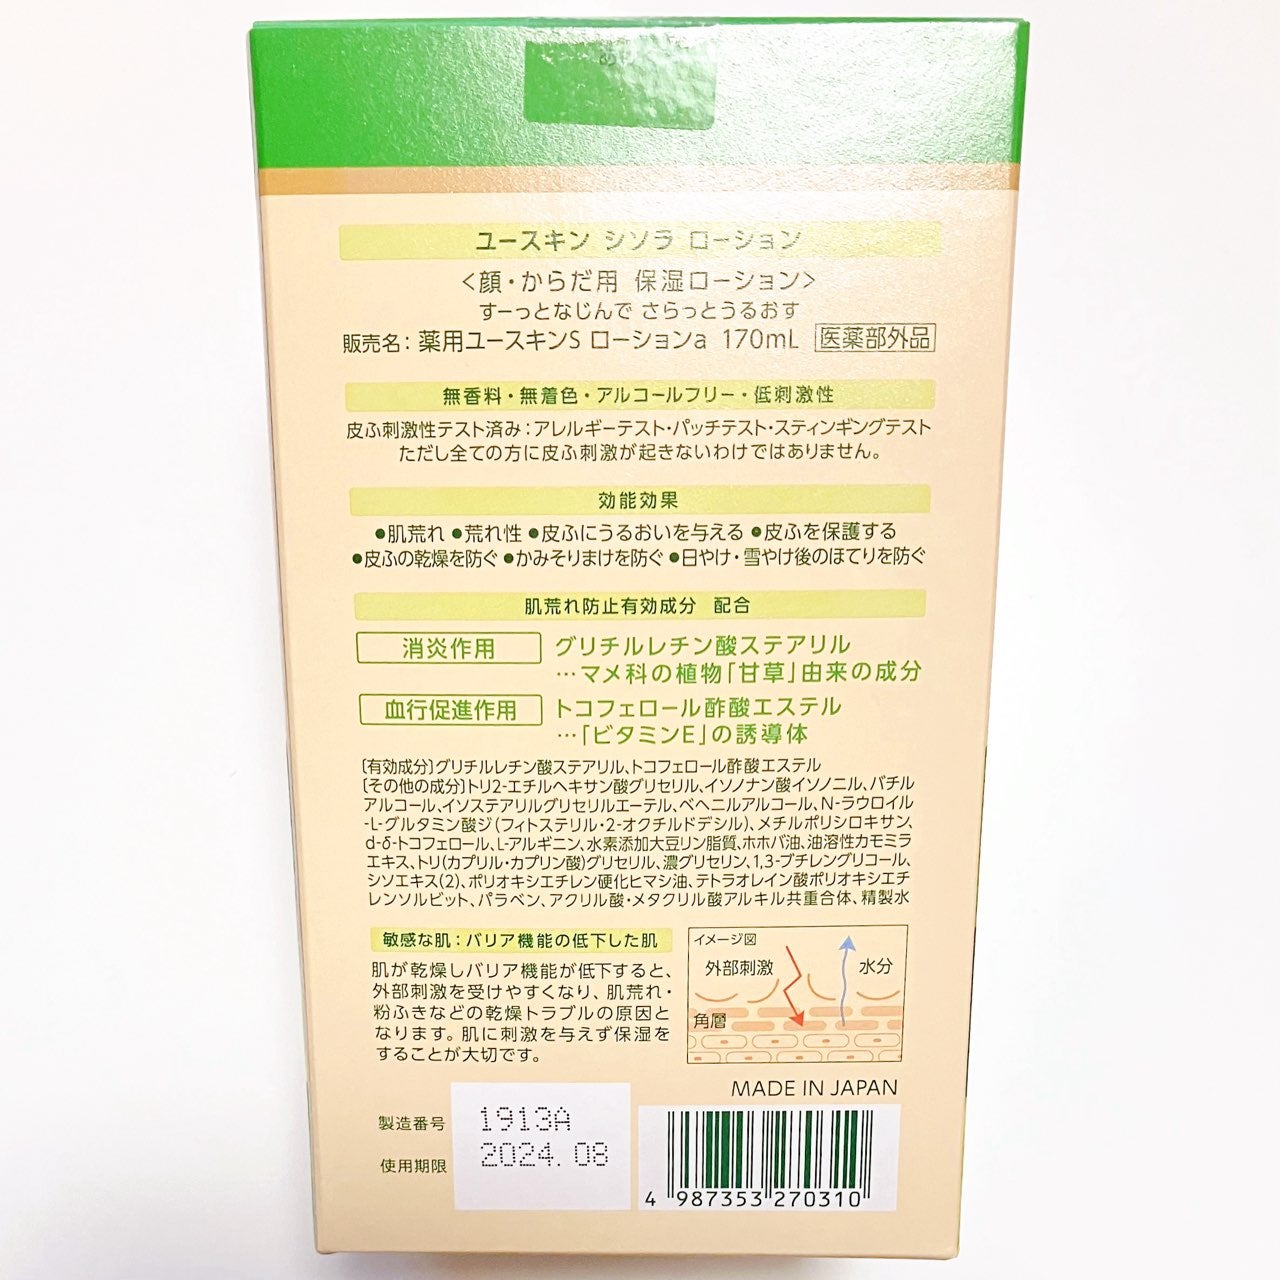 ユースキン シソラ ローション
<顔・からだ用 保湿ローション>
すーっとなじんで さらっとうるおす
販売名：薬用ユースキンS ローションa 170mL 医薬部外品
無香料・無着色・アルコールフリー・低刺激性
皮ふ刺激性テスト済み：アレルギーテスト・パッチテスト・スティンギングテスト
ただし全ての方に皮ふ刺激が起きないわけではありません。
効能効果
●肌荒れ ●荒れ性 ●皮ふにうるおいを与える ●皮ふを保護する
●皮ふの乾燥を防ぐ ●かみそりまけを防ぐ ●日やけ・雪やけ後のほてりを防ぐ
肌荒れ防止有効成分 配合
消炎作用 グリチルレチン酸ステアリル
…マメ科の植物「甘草」由来の成分
血行促進作用 トコフェロール酢酸エステル
…「ビタミンE」の誘導体
〔有効成分〕グリチルレチン酸ステアリル、トコフェロール酢酸エステル
〔その他の成分〕トリ2-エチルヘキサン酸グリセリル、イソノナン酸イソノニル、バチル
アルコール、イソステアリルグリセリルエーテル、ベヘニルアルコール、N-ラウロイル
-L-グルタミン酸ジ（フィトステリル・2-オクチルドデシル）、メチルポリシロキサン、
d-δ-トコフェロール、L-アルギニン、水素添加大豆リン脂質、ホホバ油、油溶性カモミラ
エキス、トリ（カプリル・カプリン酸）グリセリル、濃グリセリン、1,3-ブチレングリコール、
シソエキス(2)、ポリオキシエチレン硬化ヒマシ油、テトラオレイン酸ポリオキシエチ
レンソルビット、パラベン、アクリル酸・メタクリル酸アルキル共重合体、精製水
敏感な肌：バリア機能の低下した肌
肌が乾燥しバリア機能が低下すると、
外部刺激を受けやすくなり、肌荒れ・
粉ふきなどの乾燥トラブルの原因と
なります。肌に刺激を与えず保湿を
することが大切です。
イメージ図
外部刺激 水分
角層
MADE IN JAPAN
製造番号 1913A
使用期限 2024.08
4 987353 270310